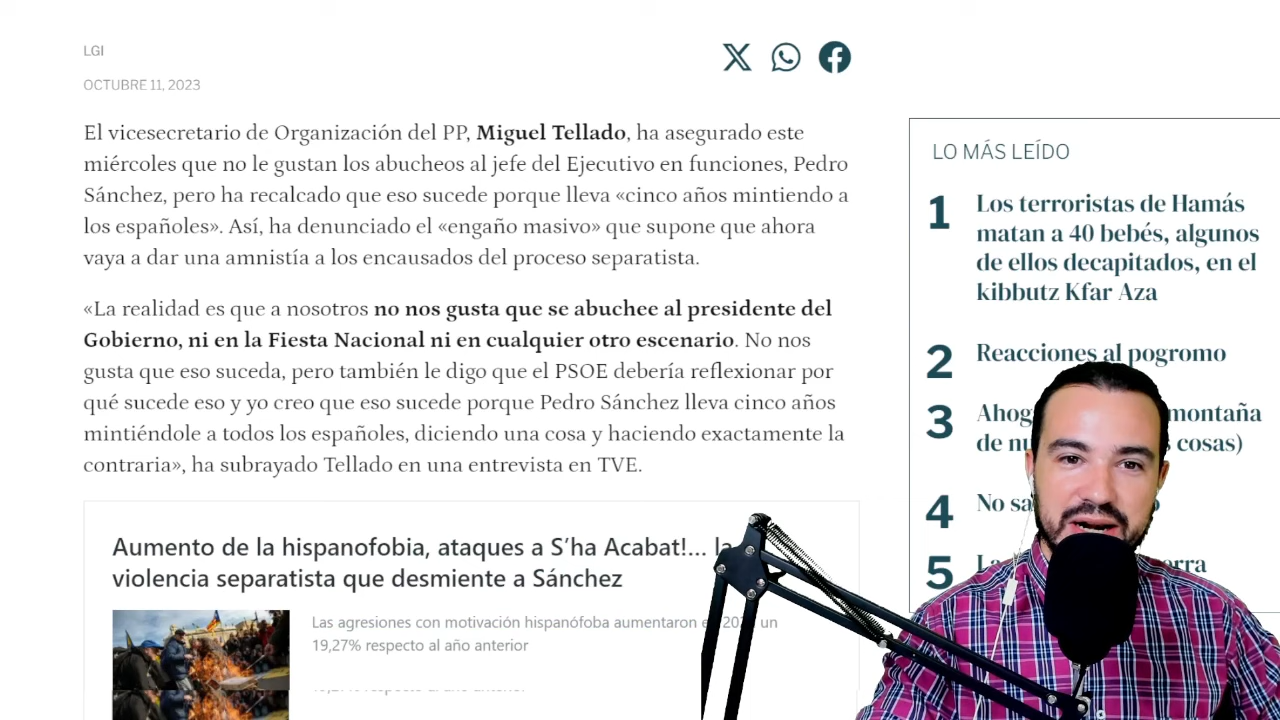 LGI
OCTUBRE 11, 2023
El vicesecretario de Organización del PP, Miguel Tellado, ha asegurado este
miércoles que no le gustan los abucheos al jefe del Ejecutivo en funciones, Pedro
Sánchez, pero ha recalcado que eso sucede porque lleva «cinco años mintiendo a
los españoles». Así, ha denunciado el «engaño masivo» que supone que ahora
vaya a dar una amnistía a los encausados del proceso separatista.
«La realidad es que a nosotros no nos gusta que se abuchee al presidente del
Gobierno, ni en la Fiesta Nacional ni en cualquier otro escenario. No nos
gusta que eso suceda, pero también le digo que el PSOE debería reflexionar por
qué sucede eso y yo creo que eso sucede porque Pedro Sánchez lleva cinco años
mintiéndole a todos los españoles, diciendo una cosa y haciendo exactamente la
contraria», ha subrayado Tellado en una entrevista en TVE.
Aumento de la hispanofobia, ataques a S'ha Acabat!... la
violencia separatista que desmiente a Sánchez
Las agresiones con motivación hispanófoba aumentaron un
19,27% respecto al año anterior
LO MÁS LEÍDO
1 Los terroristas de Hamás
matan a 40 bebés, algunos
de ellos decapitados, en el
kibbutz Kfar Aza
2 Reacciones al pogromo
3 montaña
de cosas)
4 No
5